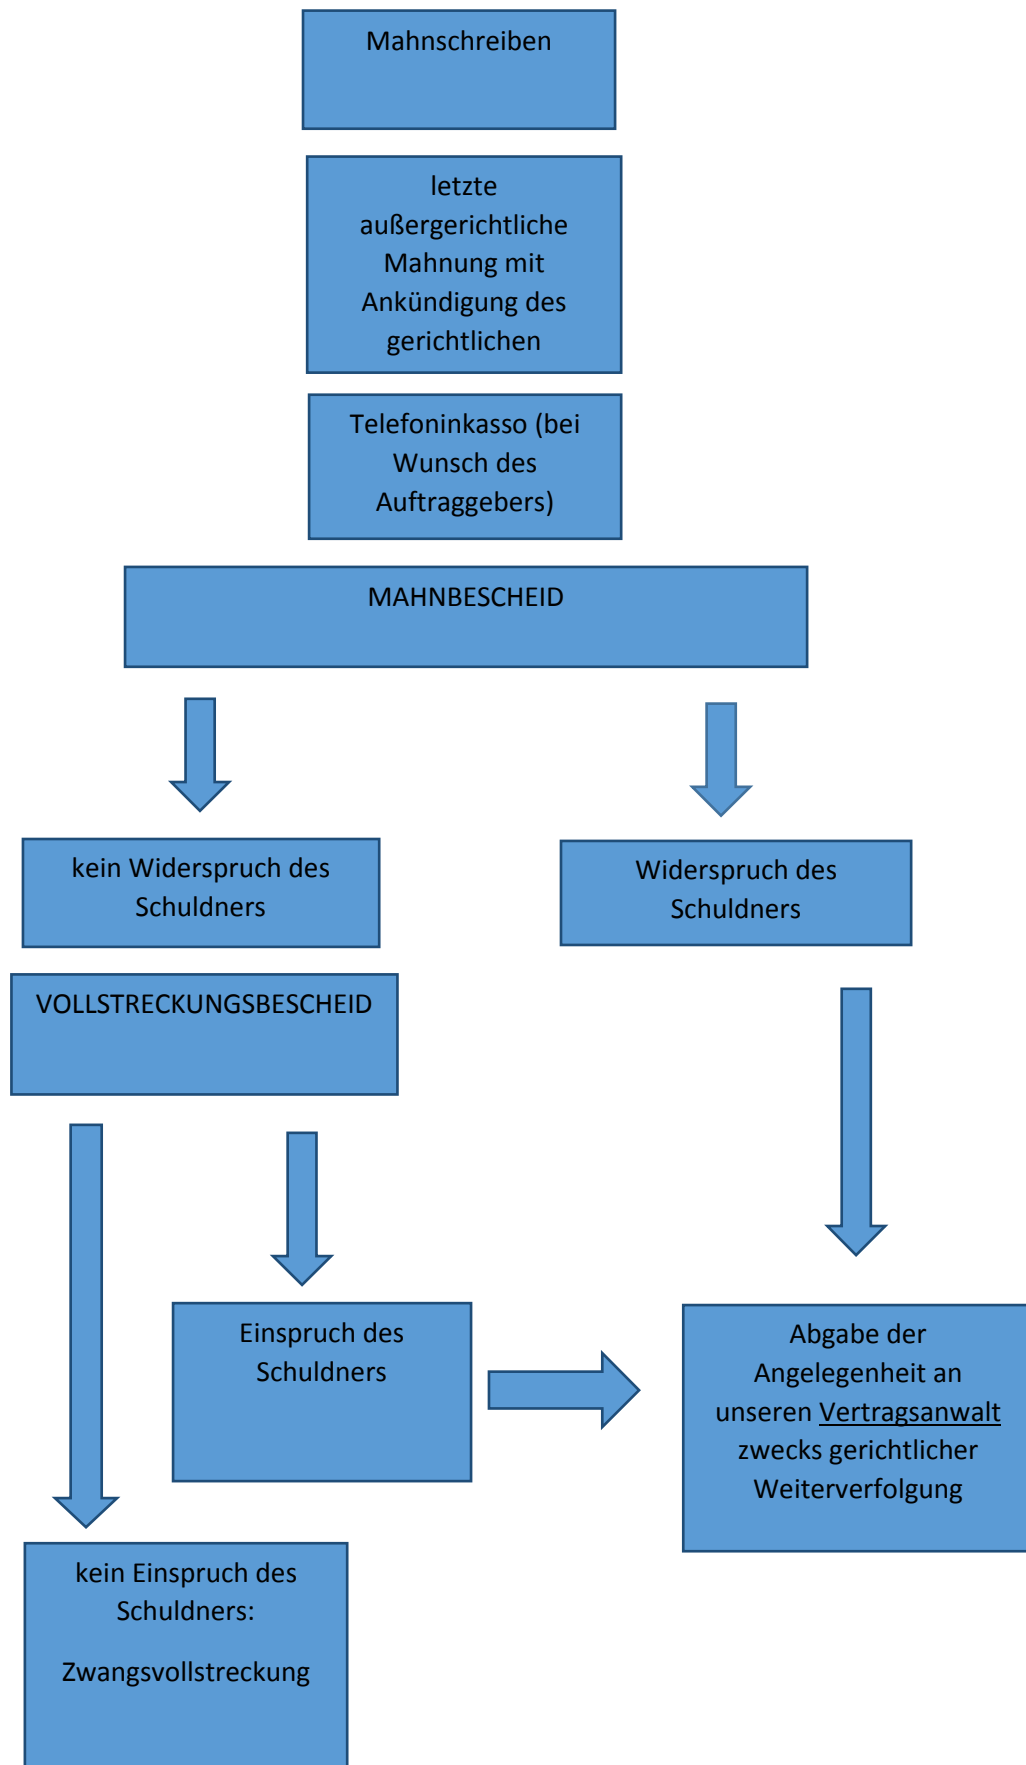 Mahnschreiben
letzte
außergerichtliche
Mahnung mit
Ankündigung des
gerichtlichen
Telefoninkasso (bei
Wunsch des
Auftraggebers)
MAHNBESCHEID
kein Widerspruch des
Schuldners
Widerspruch des
Schuldners
VOLLSTRECKUNGSBESCHEID
Einspruch des
Schuldners
Abgabe der
Angelegenheit an
unseren Vertragsanwalt
zwecks gerichtlicher
Weiterverfolgung
kein Einspruch des
Schuldners:
Zwangsvollstreckung